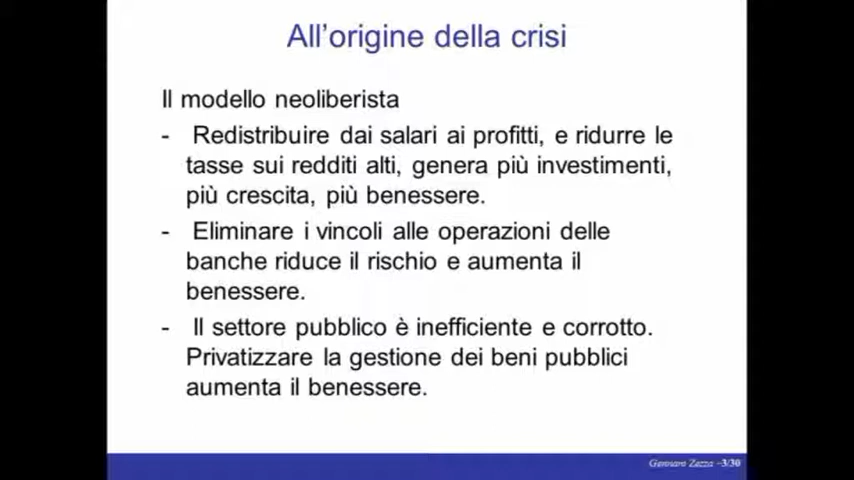 All'origine della crisi
Il modello neoliberista
- Redistribuire dai salari ai profitti, e ridurre le
tasse sui redditi alti, genera più investimenti,
più crescita, più benessere.
- Eliminare i vincoli alle operazioni delle
banche riduce il rischio e aumenta il
benessere.
- Il settore pubblico è inefficiente e corrotto.
Privatizzare la gestione dei beni pubblici
aumenta il benessere.
Gennaro Zezza –3/30